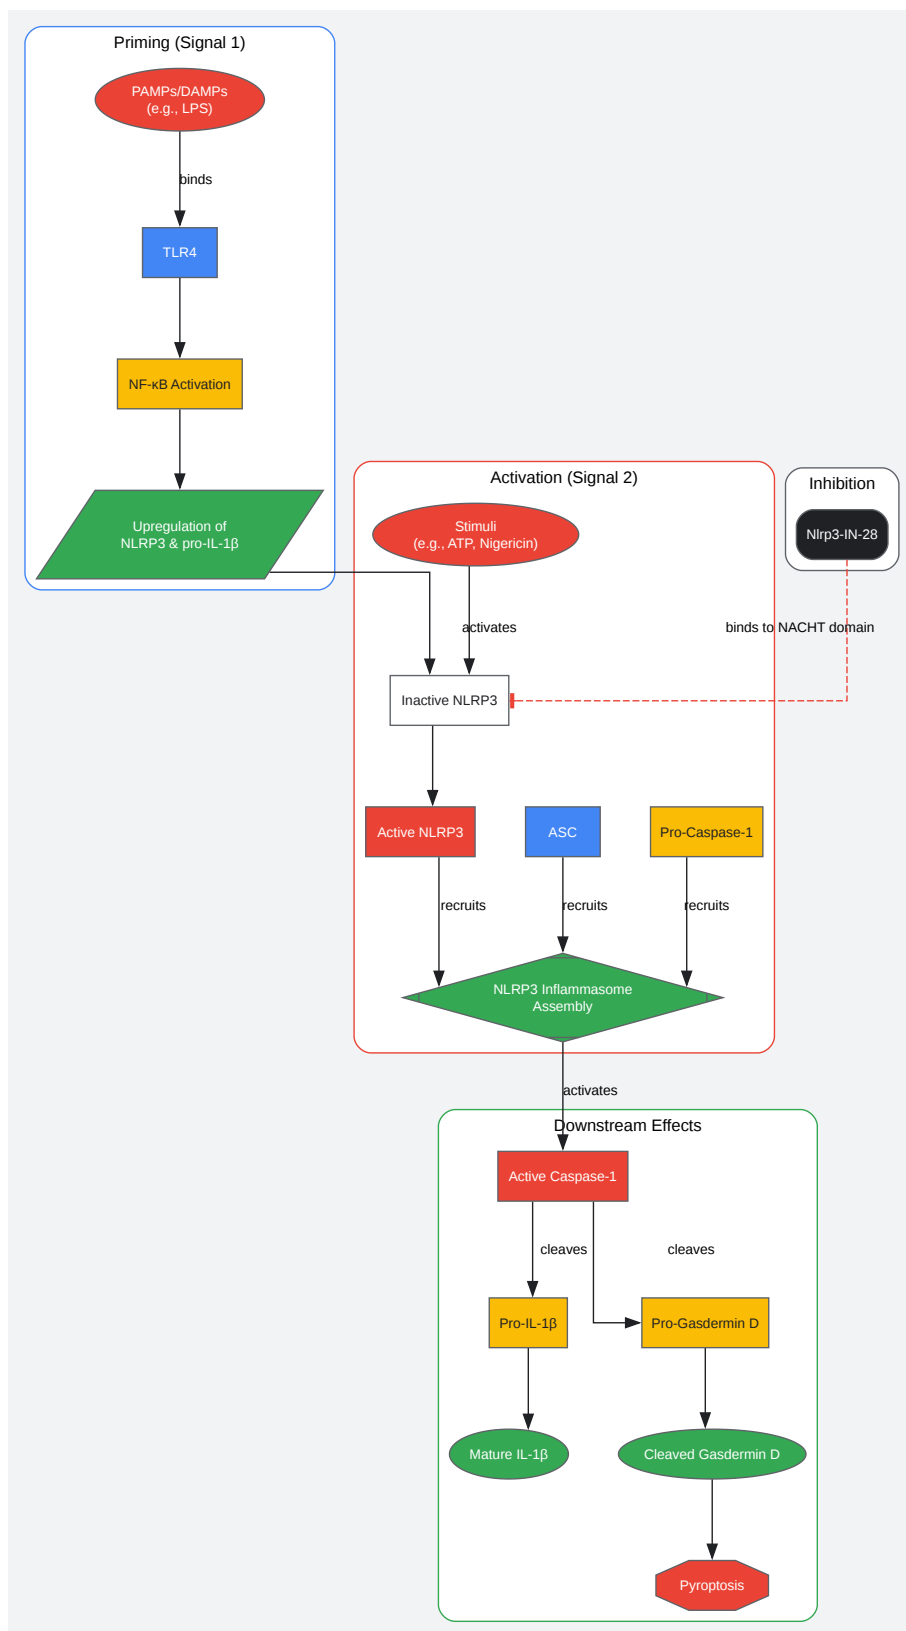 Priming (Signal 1)
PAMPs/DAMPs
(e.g., LPS)
binds
TLR4
NF-κB Activation
Upregulation of
NLRP3 & pro-IL-1β
Activation (Signal 2)
Stimuli
(e.g., ATP, Nigericin)
activates
Inactive NLRP3
Inhibition
Nlrp3-IN-28
binds to NACHT domain
Active NLRP3
ASC
Pro-Caspase-1
recruits
recruits
recruits
NLRP3 Inflammasome
Assembly
activates
Downstream Effects
Active Caspase-1
cleaves
cleaves
Pro-IL-1β
Pro-Gasdermin D
Mature IL-1β
Cleaved Gasdermin D
Pyroptosis